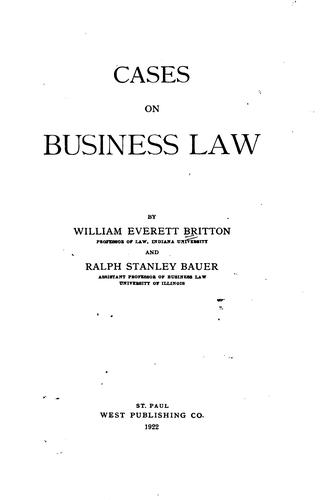 CASES
ON
BUSINESS LAW
BY
WILLIAM EVERETT BRITTON
PROFESSOR OF LAW, INDIANA UNIVERSITY
AND
RALPH STANLEY BAUER
ASSISTANT PROFESSOR OF BUSINESS LAW
UNIVERSITY OF ILLINOIS
ST. PAUL
WEST PUBLISHING CO.
1922